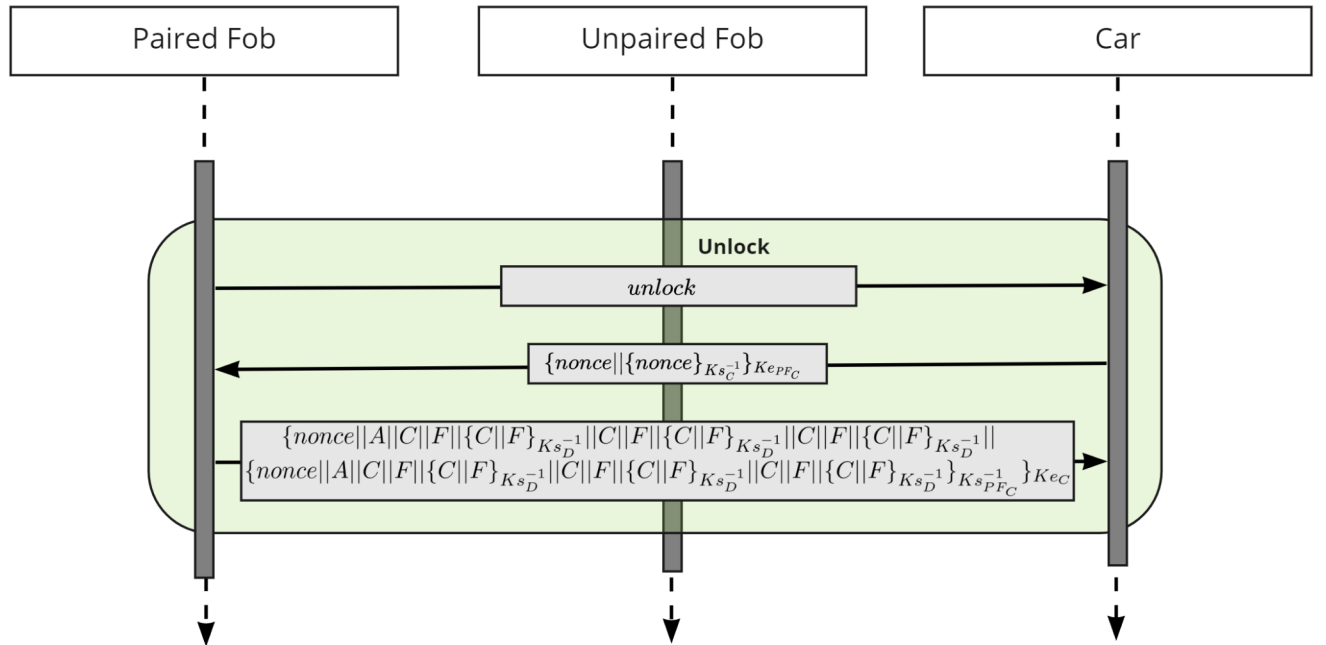 Paired Fob
Unpaired Fob
Car
Unlock
unlock
$\{nonce||\{nonce\}_{Ks_C^{-1}}\}_{Ke_{PF_C}}$
$\{nonce||A||C||F||\{C||F\}_{Ks_D^{-1}}||C||F||\{C||F\}_{Ks_D^{-1}}||C||F||\{C||F\}_{Ks_D^{-1}}||$
$\{nonce||A||C||F||\{C||F\}_{Ks_D^{-1}}||C||F||\{C||F\}_{Ks_D^{-1}}||C||F||\{C||F\}_{Ks_D^{-1}}\}_{Ks_{PF_C}^{-1}}\}_{Ke_C}$